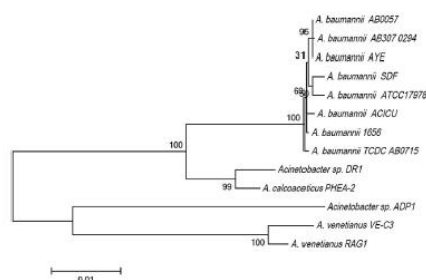 A. baumannii AB0057
95
A. baumannii AB307 0294
31
A. baumannii AYE
A. baumannii SDF
A. baumannii ATCC17978
100
A. baumannii ACICU
A. baumannii 1656
100
A. baumannii TCDC AB0715
Acinetobacter sp. DR1
99
A. calcoaceticus PHEA-2
Acinetobacter sp. ADP1
A. venetianus VE-C3
100
A. venetianus RAG1
0.01